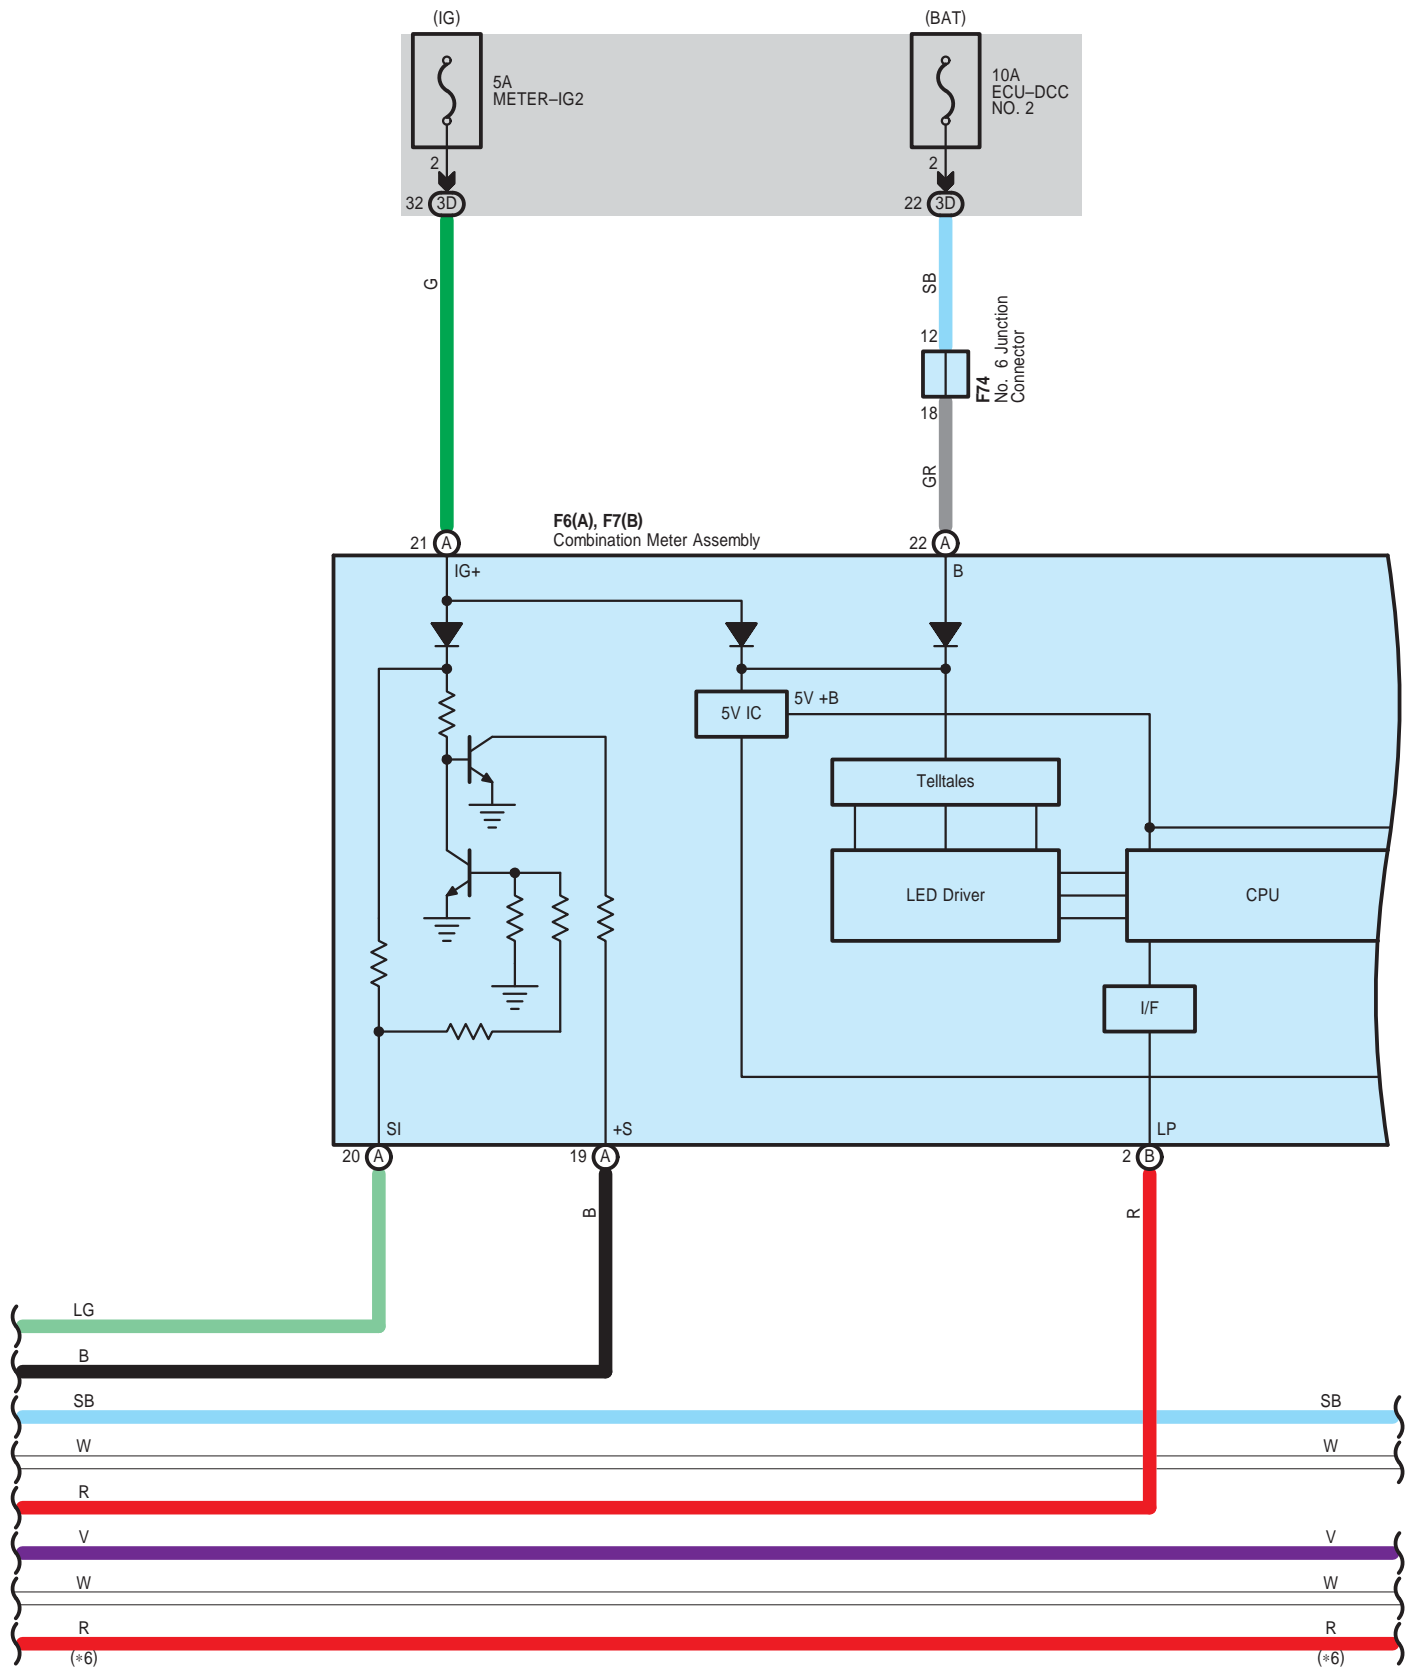 (IG)
(BAT)
5A
METER–IG2
10A
ECU–DCC
NO. 2
2
2
32 3D
22 3D
G
SB
12
F74
No. 6 Junction
Connector
18
GR
F6(A), F7(B)
Combination Meter Assembly
21 A
22 A
IG+
B
5V IC
5V +B
Telltales
LED Driver
CPU
I/F
SI
+S
LP
20 A
19 A
2 B
B
R
LG
B
SB
SB
W
W
R
V
V
W
W
R
R
(*6)
(*6)